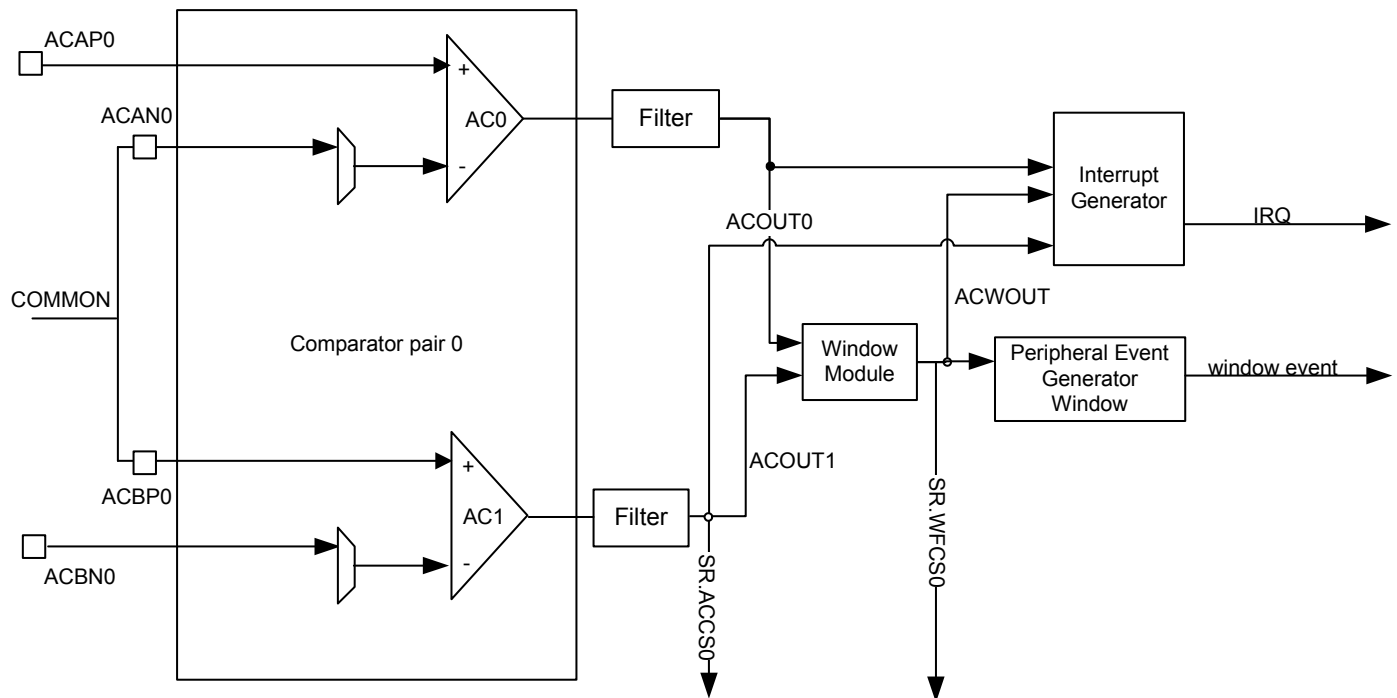 ACAP0
+
ACAN0
AC0
-
Filter
Interrupt
Generator
ACOUT0
IRQ
COMMON
ACWOUT
Comparator pair 0
Window
Module
Peripheral Event
Generator
Window
window event
ACOUT1
+
ACBP0
AC1
Filter
-
ACBN0
SR.ACCS0
SR.WFCS0